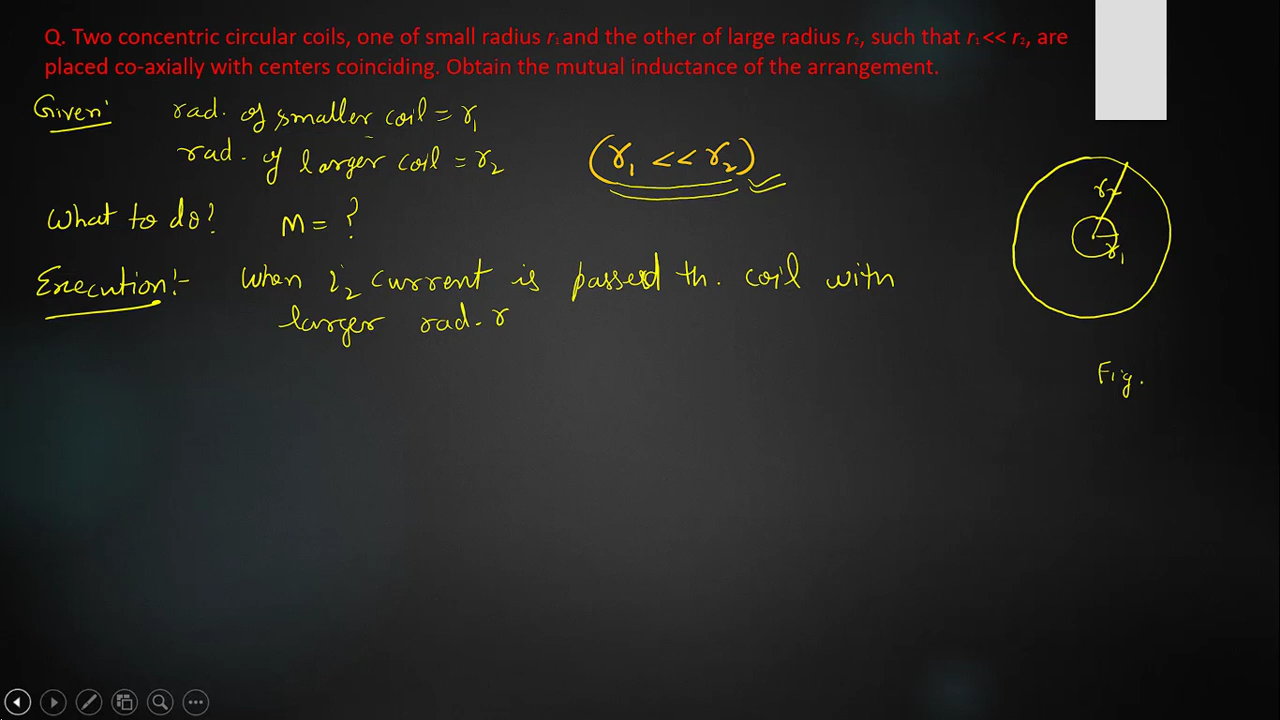 Q. Two concentric circular coils, one of small radius r₁ and the other of large radius r₂, such that r₁ << r₂, are
placed co-axially with centers coinciding. Obtain the mutual inductance of the arrangement.
Given: rad. of smaller coil = r₁
rad. of larger coil = r₂
(r₁ << r₂)
What to do? M = ?
Execution:- When i₂ current is passed th. coil with
larger rad. r
r₂
r₁
Fig.